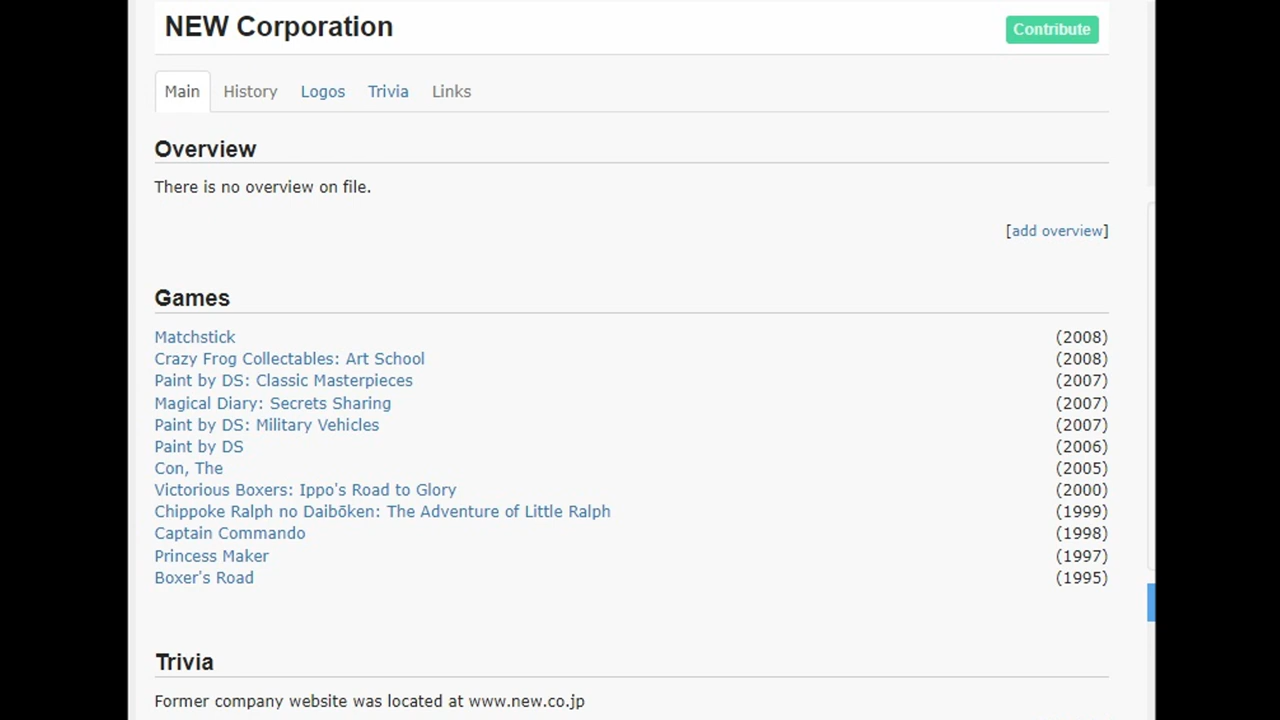 NEW Corporation
Contribute
Main History Logos Trivia Links
Overview
There is no overview on file.
[add overview]
Games
Matchstick (2008)
Crazy Frog Collectables: Art School (2008)
Paint by DS: Classic Masterpieces (2007)
Magical Diary: Secrets Sharing (2007)
Paint by DS: Military Vehicles (2007)
Paint by DS (2006)
Con, The (2005)
Victorious Boxers: Ippo's Road to Glory (2000)
Chippoke Ralph no Daibōken: The Adventure of Little Ralph (1999)
Captain Commando (1998)
Princess Maker (1997)
Boxer's Road (1995)
Trivia
Former company website was located at www.new.co.jp